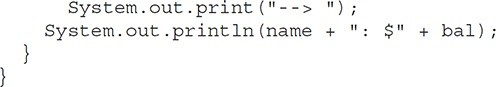 System.out.print("--> ");
System.out.println(name + ": $" + bal);
}
}